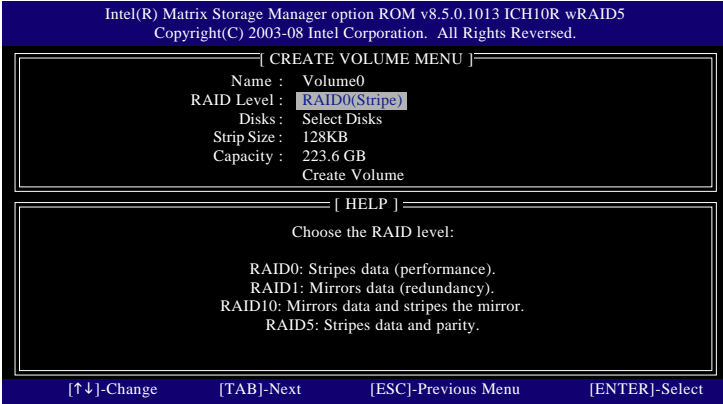 Intel(R) Matrix Storage Manager option ROM v8.5.0.1013 ICH10R wRAID5
Copyright(C) 2003-08 Intel Corporation. All Rights Reversed.
[ CREATE VOLUME MENU ]
Name : Volume0
RAID Level : RAID0(Stripe)
Disks : Select Disks
Strip Size : 128KB
Capacity : 223.6 GB
Create Volume
[ HELP ]
Choose the RAID level:
RAID0: Stripes data (performance).
RAID1: Mirrors data (redundancy).
RAID10: Mirrors data and stripes the mirror.
RAID5: Stripes data and parity.
[↑↓]-Change [TAB]-Next [ESC]-Previous Menu [ENTER]-Select